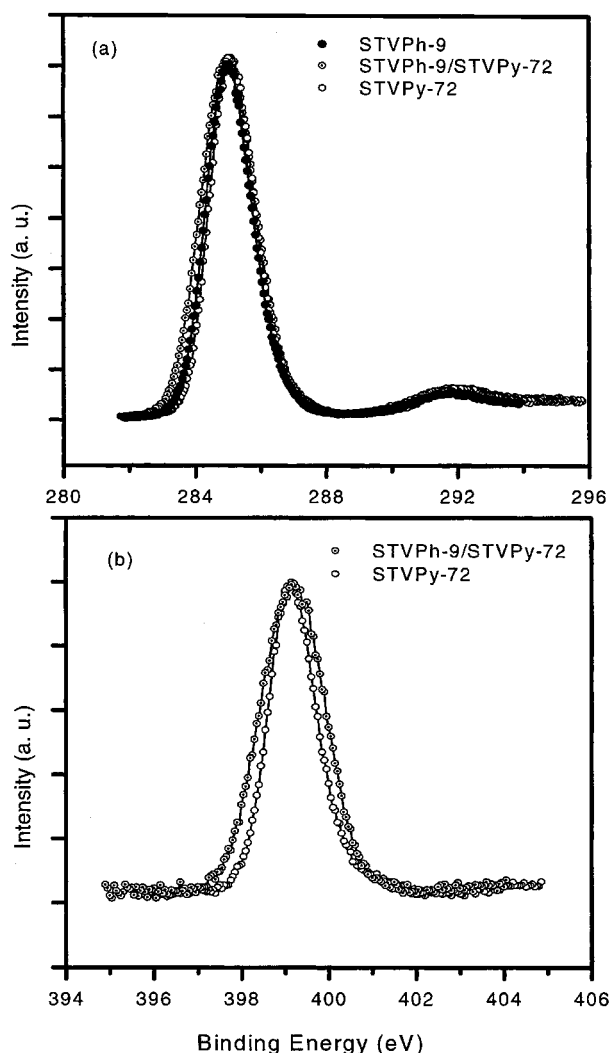 (a)
STVPh-9
STVPh-9/STVPy-72
STVPy-72
Intensity (a. u.)
280 284 288 292 296
(b)
STVPh-9/STVPy-72
STVPy-72
Intensity (a. u.)
394 396 398 400 402 404 406
Binding Energy (eV)